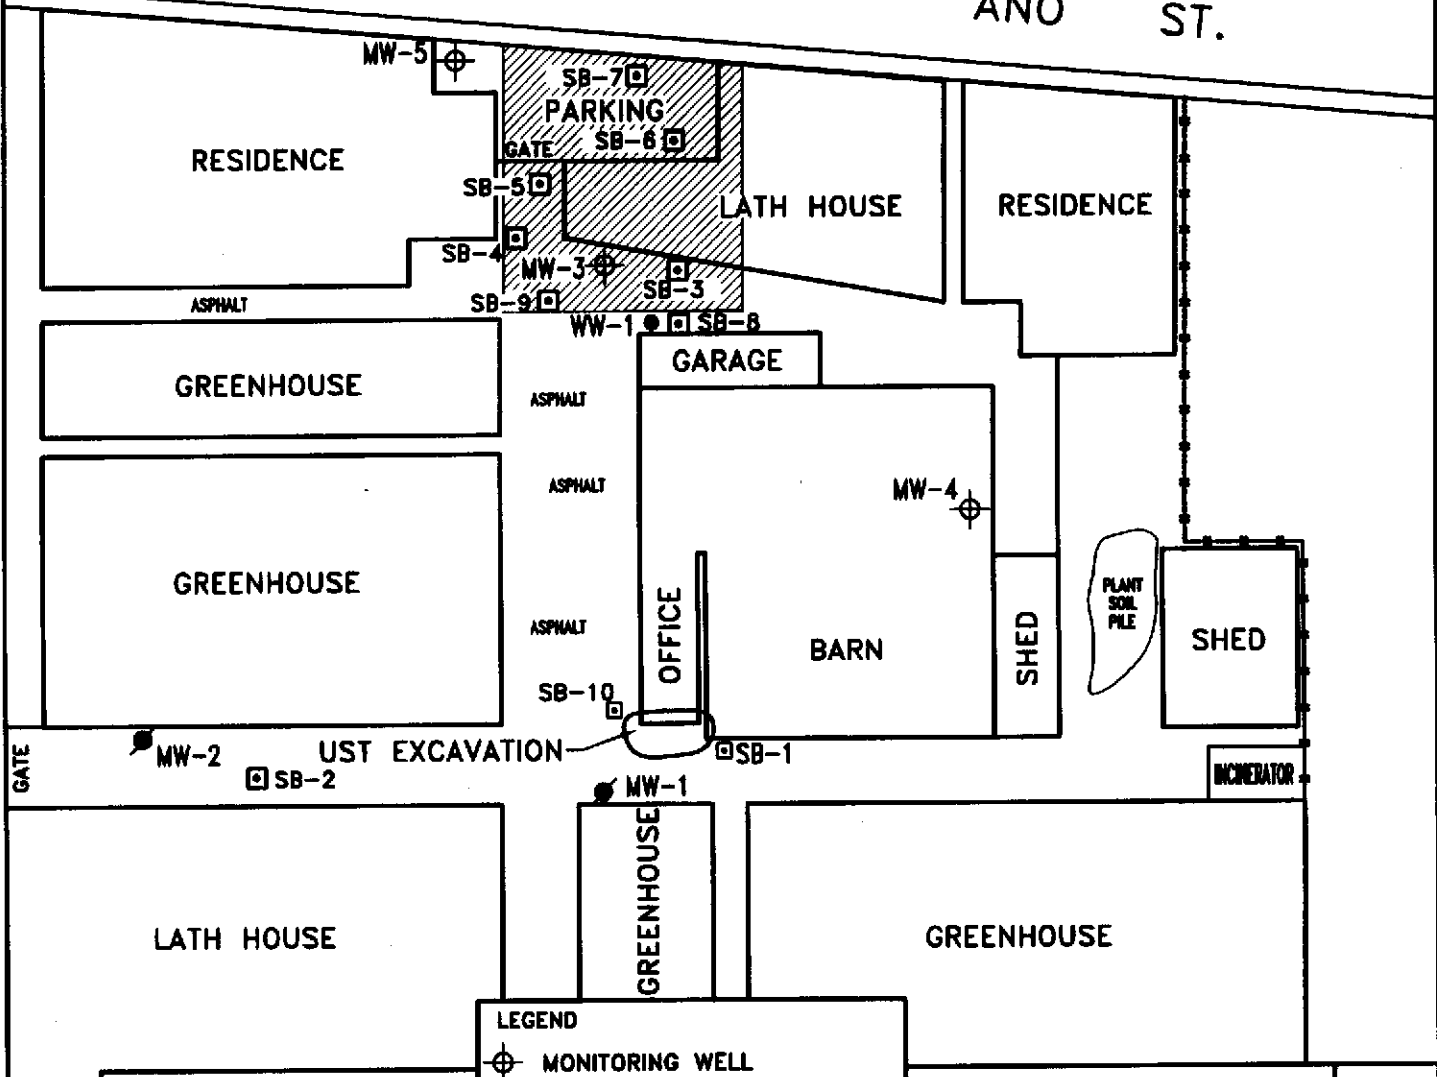 ANO ST.
MW-5
SB-7
PARKING
SB-6
GATE
RESIDENCE
SB-5
LATH HOUSE
RESIDENCE
SB-4
MW-3
SB-3
ASPHALT
SB-9
WW-1
SB-8
GARAGE
GREENHOUSE
ASPHALT
ASPHALT
MW-4
GREENHOUSE
PLANT
SOIL
PILE
OFFICE
ASPHALT
BARN
SHED
SHED
SB-10
UST EXCAVATION
SB-1
GATE
MW-2
SB-2
MW-1
INCINERATOR
GREENHOUSE
LATH HOUSE
GREENHOUSE
LEGEND
MONITORING WELL